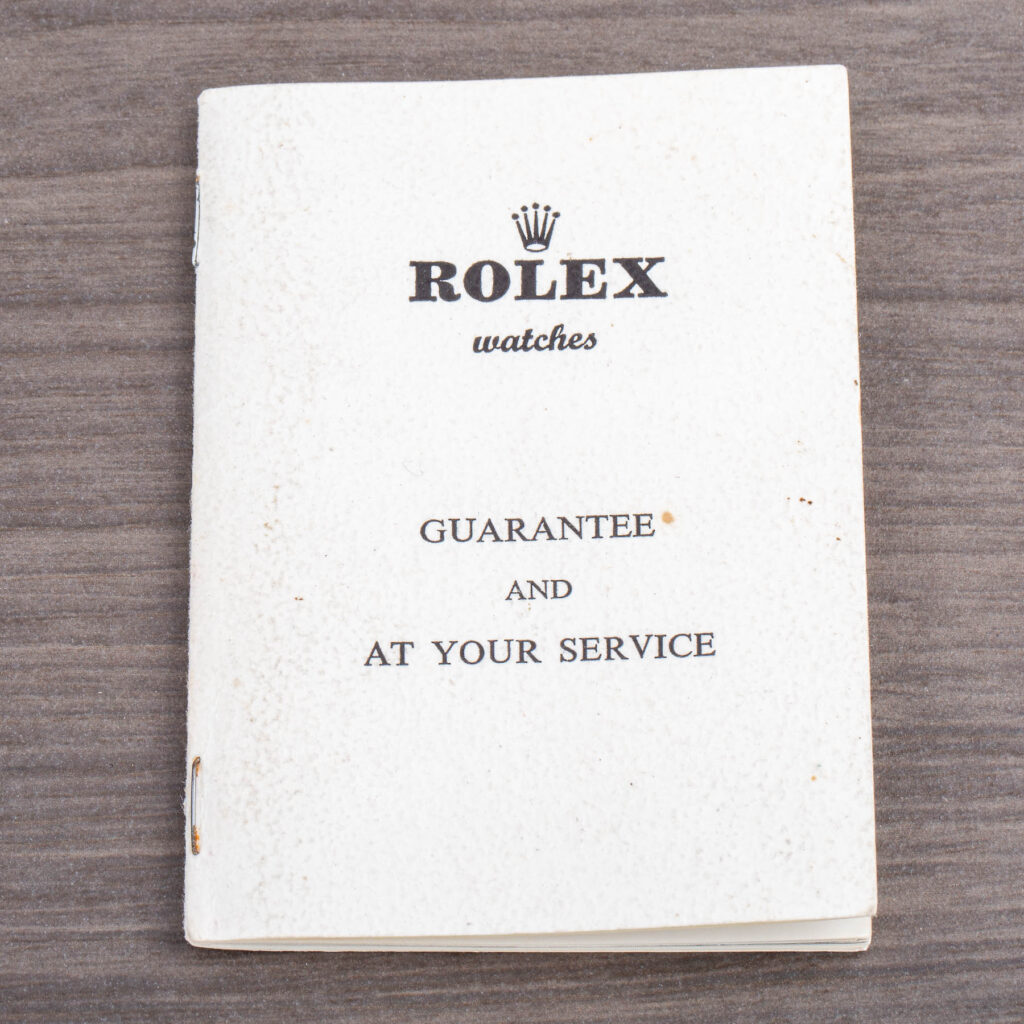 ROLEX
watches
GUARANTEE
AND
AT YOUR SERVICE